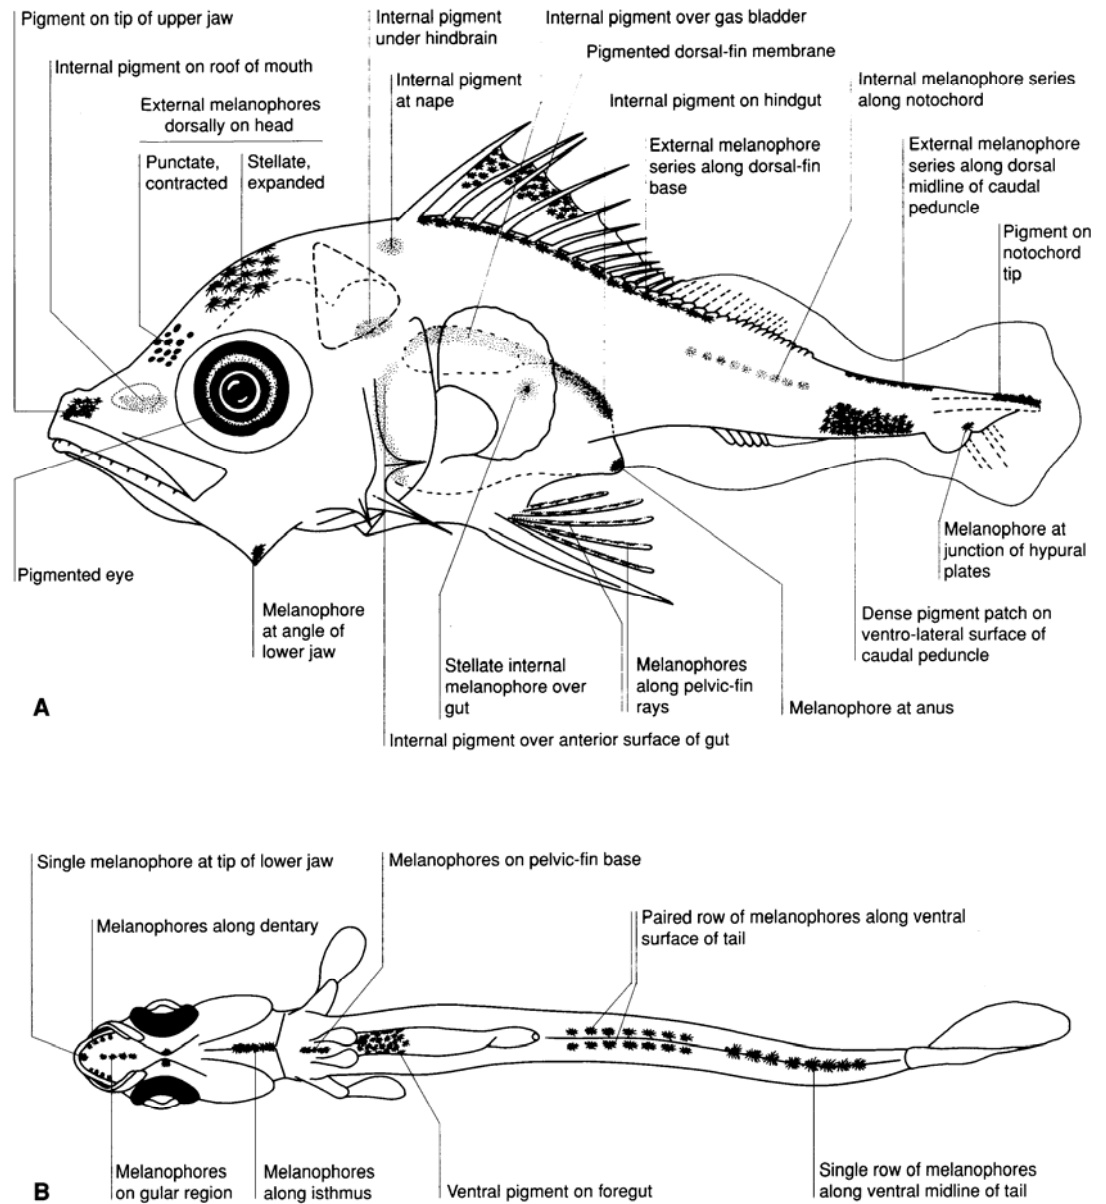 Pigment on tip of upper jaw
Internal pigment on roof of mouth
External melanophores
dorsally on head
Punctate,
contracted
Stellate,
expanded
Internal pigment
under hindbrain
Internal pigment
at nape
Internal pigment over gas bladder
Pigmented dorsal-fin membrane
Internal pigment on hindgut
External melanophore
series along dorsal-fin
base
Internal melanophore series
along notochord
External melanophore
series along dorsal
midline of caudal
peduncle
Pigment on
notochord
tip
Pigmented eye
Melanophore
at angle of
lower jaw
Stellate internal
melanophore over
gut
Melanophores
along pelvic-fin
rays
Melanophore at
junction of hypural
plates
Dense pigment patch on
ventro-lateral surface of
caudal peduncle
Melanophore at anus
Internal pigment over anterior surface of gut
A
Single melanophore at tip of lower jaw
Melanophores along dentary
Melanophores on pelvic-fin base
Paired row of melanophores along ventral
surface of tail
Melanophores
on gular region
Melanophores
along isthmus
Ventral pigment on foregut
Single row of melanophores
along ventral midline of tail
B